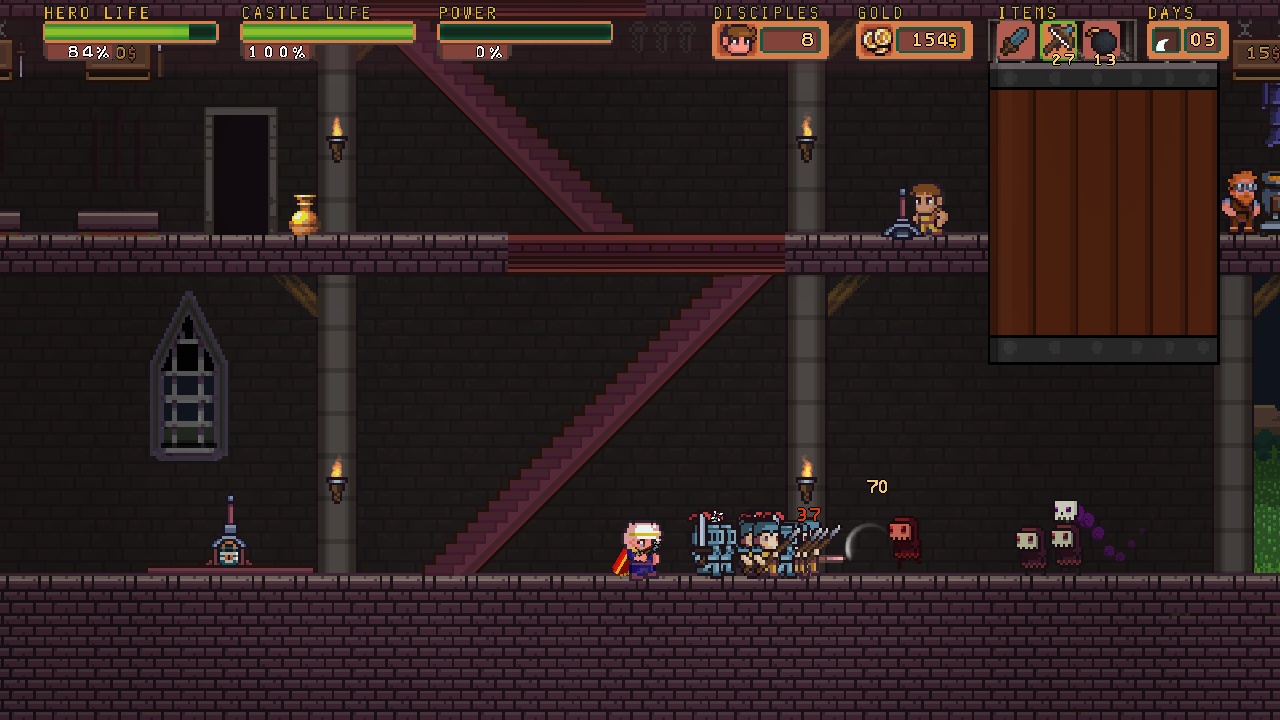 HERO LIFE
CASTLE LIFE
POWER
DISCIPLES
GOLD
ITEMS
DAYS
84%
0$
100%
0%
8
154$
27
13
05
15$
70
37